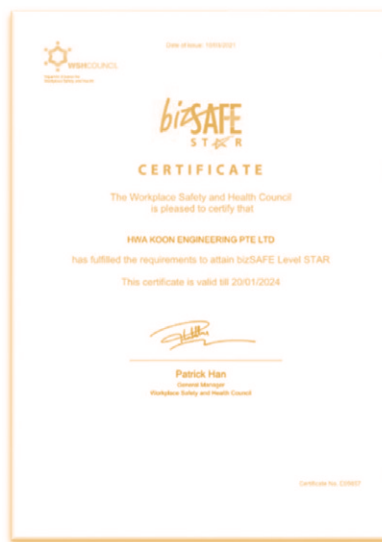 Date of Issue:
WSHCOUNCIL
bizSAFE
STAR
CERTIFICATE
The Workplace Safety and Health Council
is pleased to certify that
HWA KOON ENGINEERING PTE LTD
has fulfilled the requirements to attain bizSAFE Level STAR
This certificate is valid till 20/01/2024
Patrick Han
General Manager
Workplace Safety and Health Council
Certificate No.